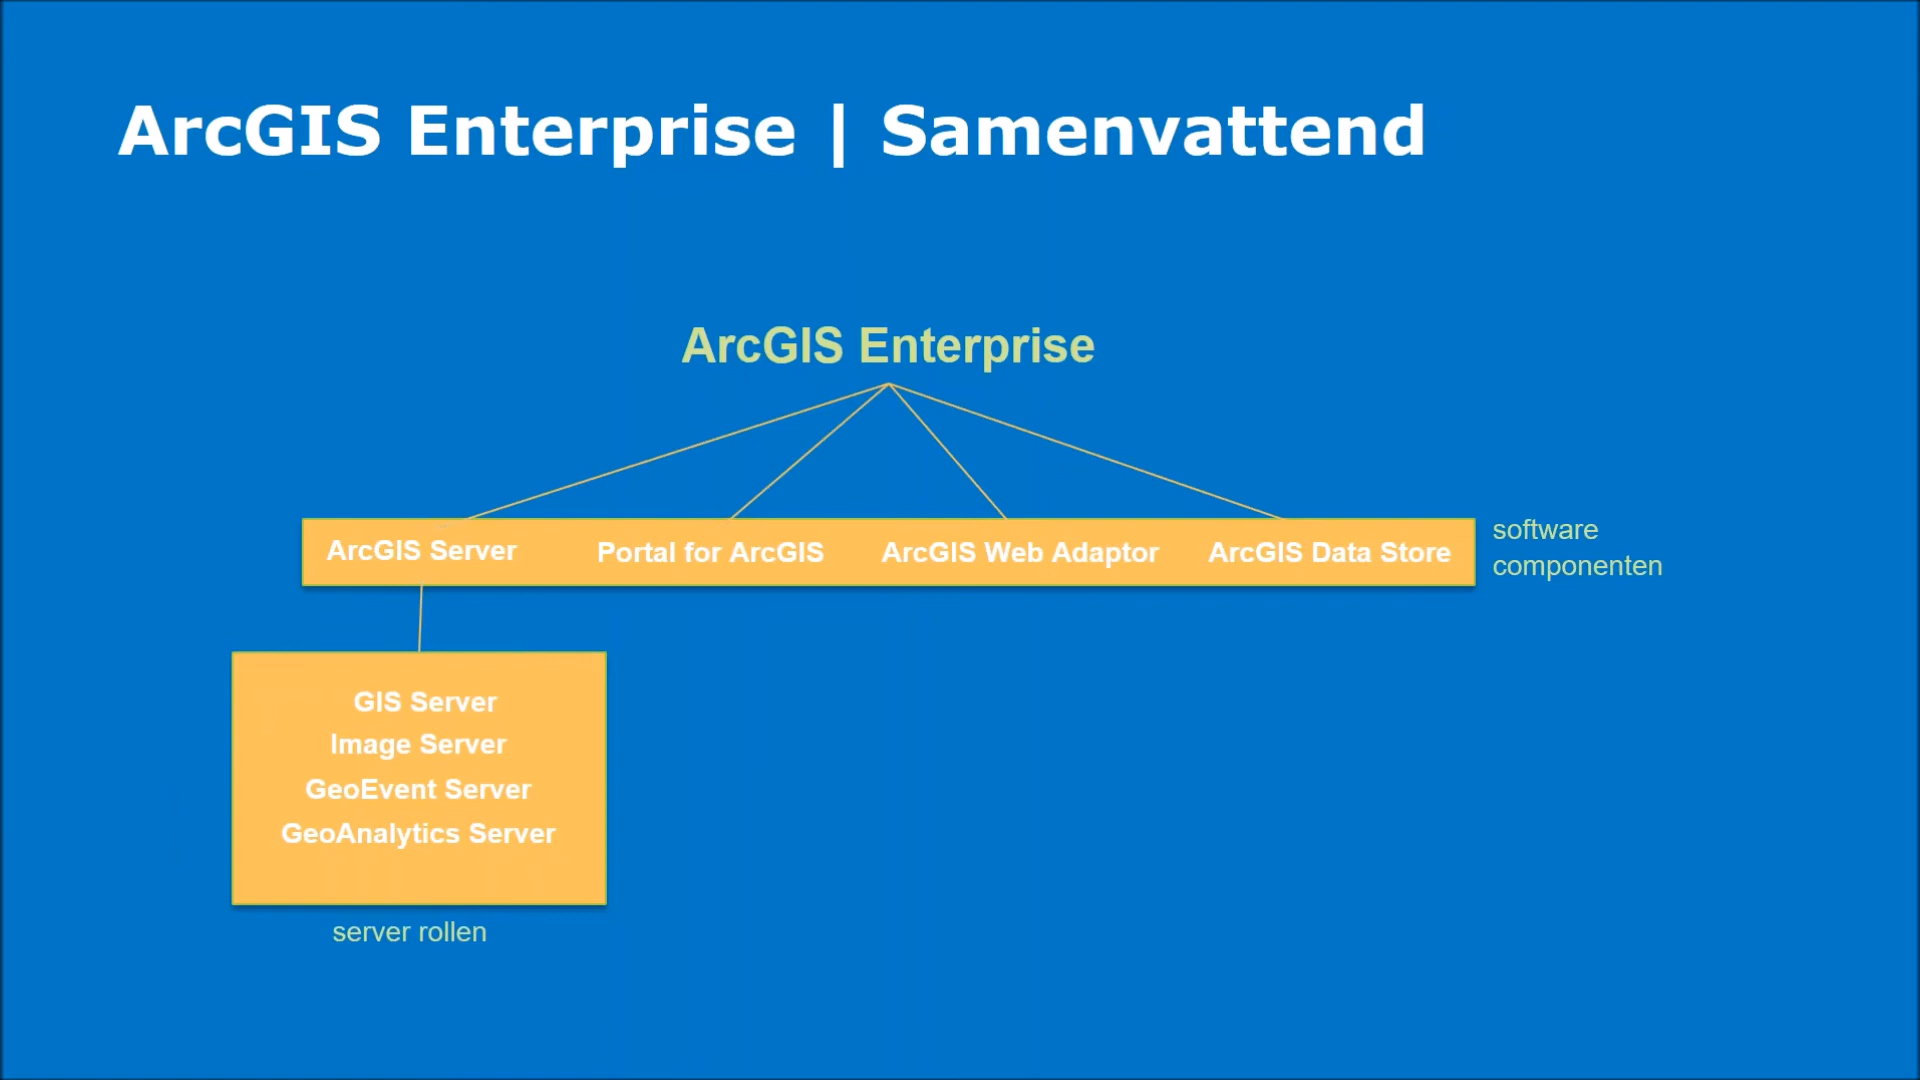 ArcGIS Enterprise | Samenvattend
ArcGIS Enterprise
ArcGIS Server
Portal for ArcGIS
ArcGIS Web Adaptor
ArcGIS Data Store
software
componenten
GIS Server
Image Server
GeoEvent Server
GeoAnalytics Server
server rollen